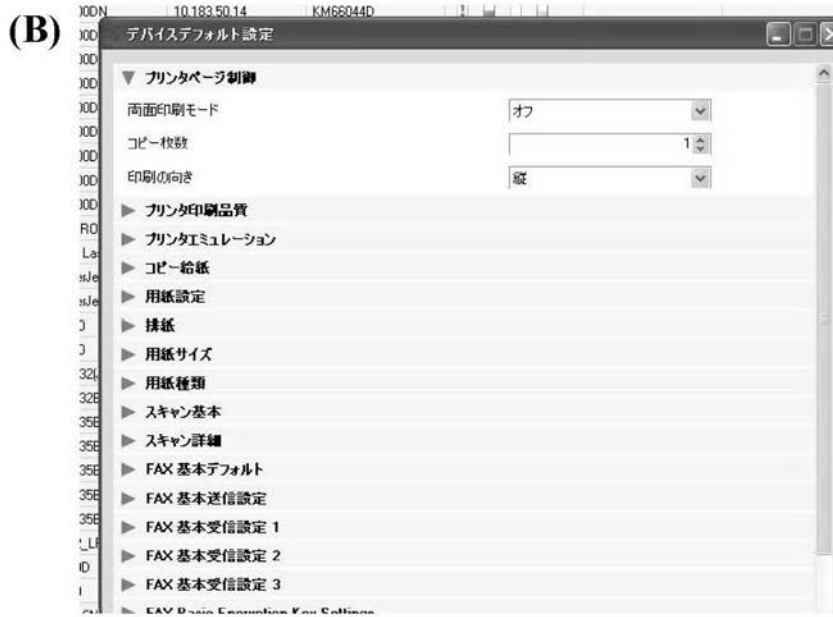 (B)
00DN 10.183.50.14 KM66044D
デバイスデフォルト設定
プリンタページ制御
両面印刷モード オフ
コピー枚数 1
印刷の向き 縦
プリンタ印刷品質
プリンタエミュレーション
コピー給紙
用紙設定
排紙
用紙サイズ
用紙種類
スキャン基本
スキャン詳細
FAX 基本デフォルト
FAX 基本送信設定
FAX 基本受信設定 1
FAX 基本受信設定 2
FAX 基本受信設定 3
FAX Basic Encryption Key Settings